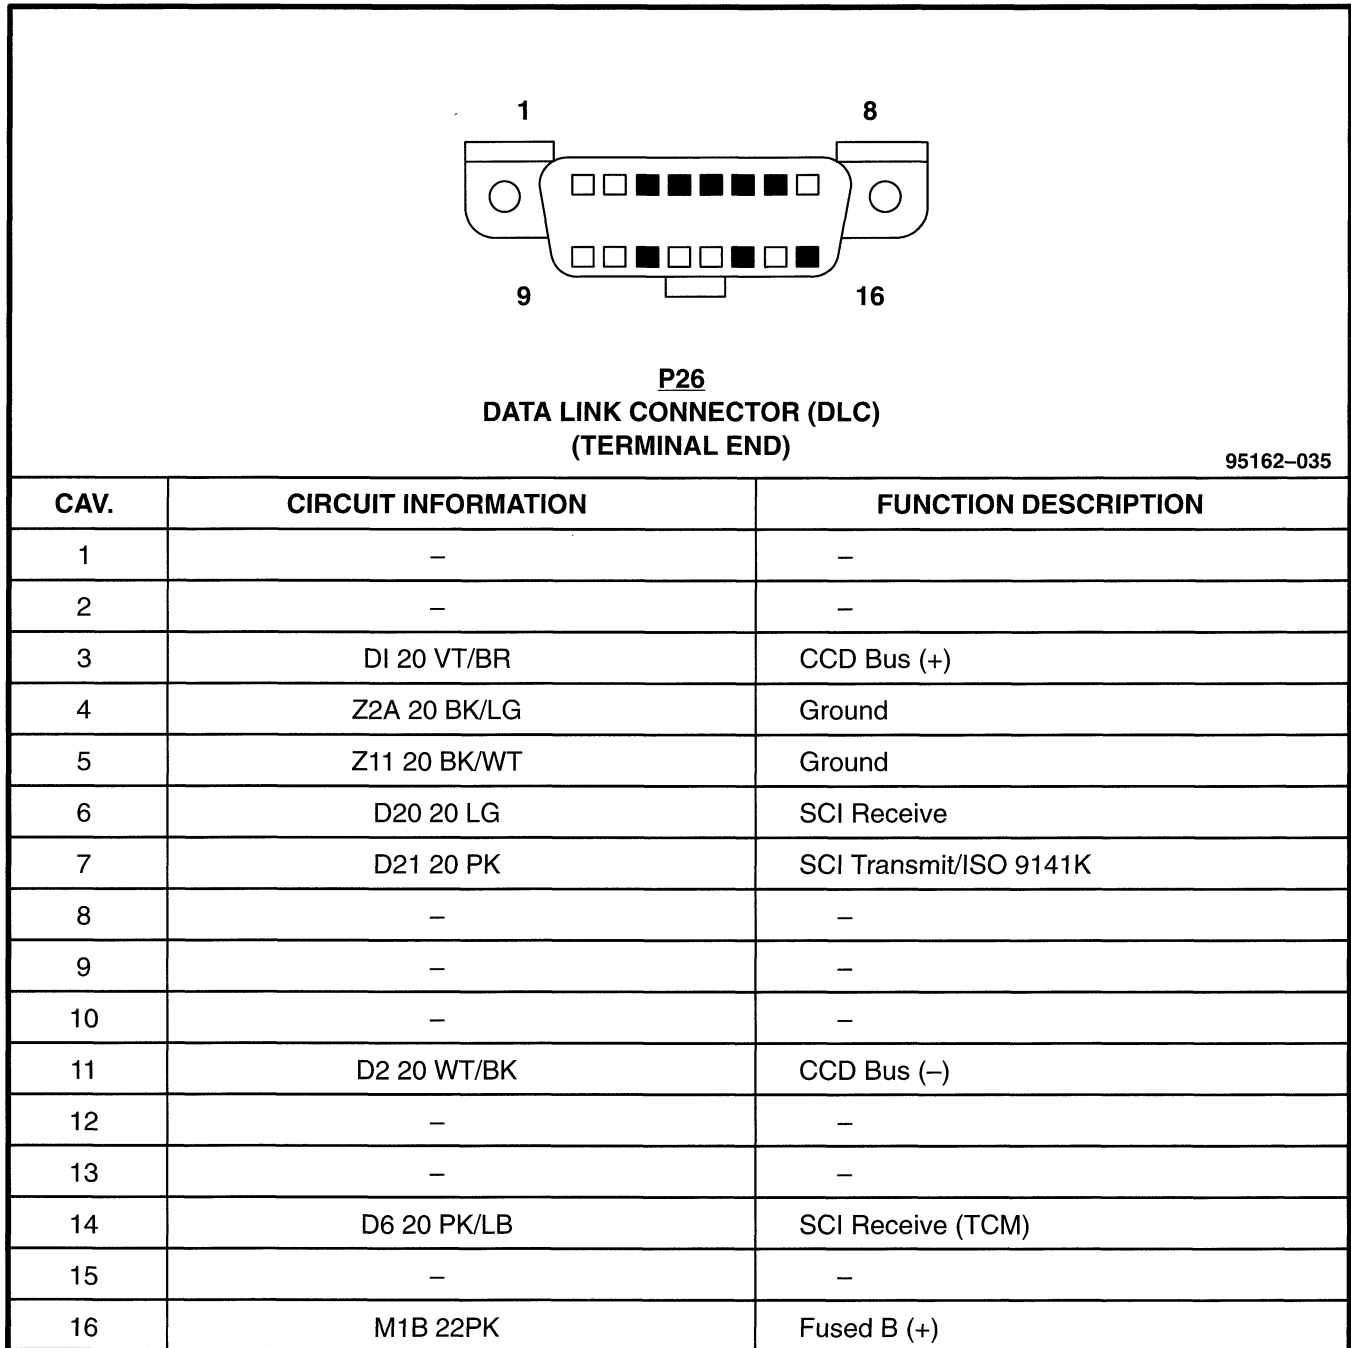 1 8
9 16
P26
DATA LINK CONNECTOR (DLC)
(TERMINAL END)
95162–035
CAV. CIRCUIT INFORMATION FUNCTION DESCRIPTION
1 – –
2 – –
3 DI 20 VT/BR CCD Bus (+)
4 Z2A 20 BK/LG Ground
5 Z11 20 BK/WT Ground
6 D20 20 LG SCI Receive
7 D21 20 PK SCI Transmit/ISO 9141K
8 – –
9 – –
10 – –
11 D2 20 WT/BK CCD Bus (–)
12 – –
13 – –
14 D6 20 PK/LB SCI Receive (TCM)
15 – –
16 M1B 22PK Fused B (+)